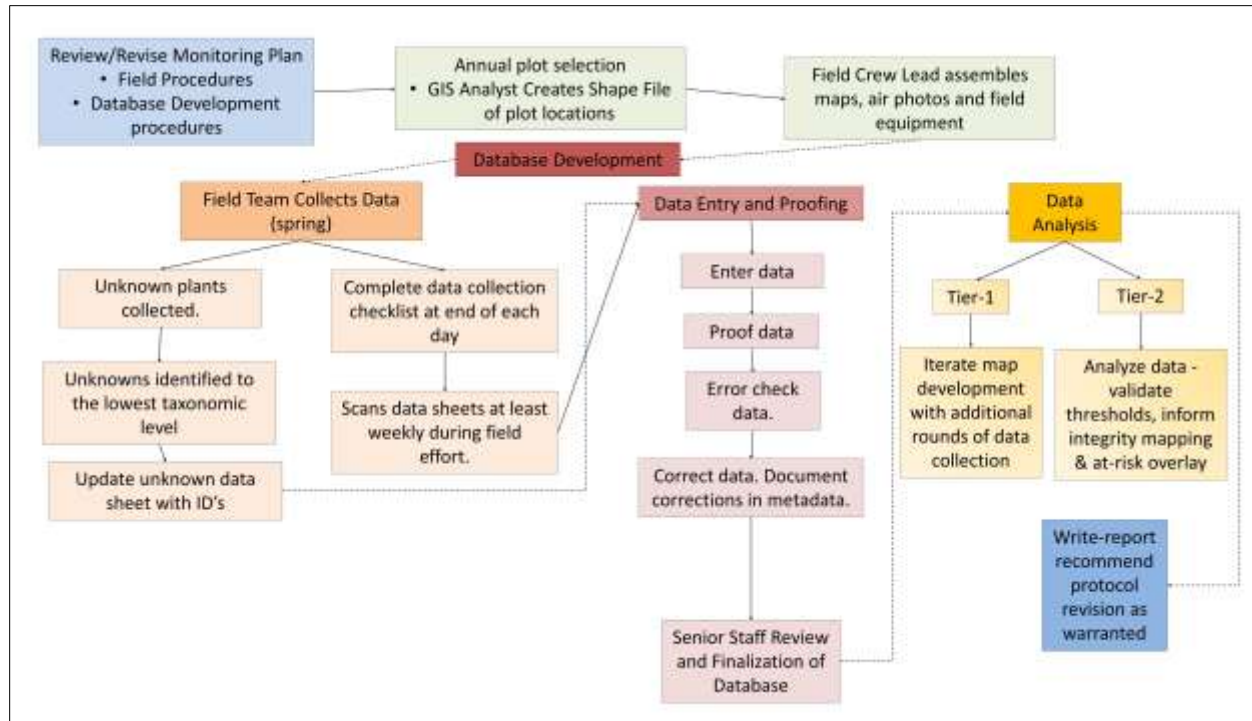 Review/Revise Monitoring Plan
• Field Procedures
• Database Development
procedures
Annual plot selection
• GIS Analyst Creates Shape File
of plot locations
Field Crew Lead assembles
maps, air photos and field
equipment
Database Development
Field Team Collects Data
(spring)
Unknown plants
collected.
Unknowns identified to
the lowest taxonomic
level
Update unknown data
sheet with ID's
Complete data collection
checklist at end of each
day
Scans data sheets at least
weekly during field
effort.
Data Entry and Proofing
Enter data
Proof data
Error check
data.
Correct data. Document
corrections in metadata.
Senior Staff Review
and Finalization of
Database
Data
Analysis
Tier-1
Iterate map
development
with additional
rounds of data
collection
Tier-2
Analyze data -
validate
thresholds, inform
integrity mapping
& at-risk overlay
Write-report
recommend
protocol
revision as
warranted